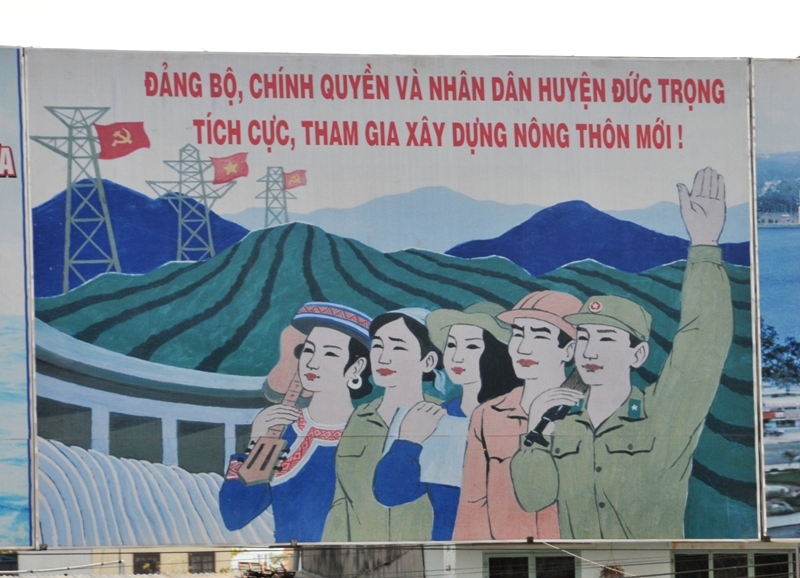 ĐẢNG BỘ, CHÍNH QUYỀN VÀ NHÂN DÂN HUYỆN ĐỨC TRỌNG
TÍCH CỰC, THAM GIA XÂY DỰNG NÔNG THÔN MỚI !